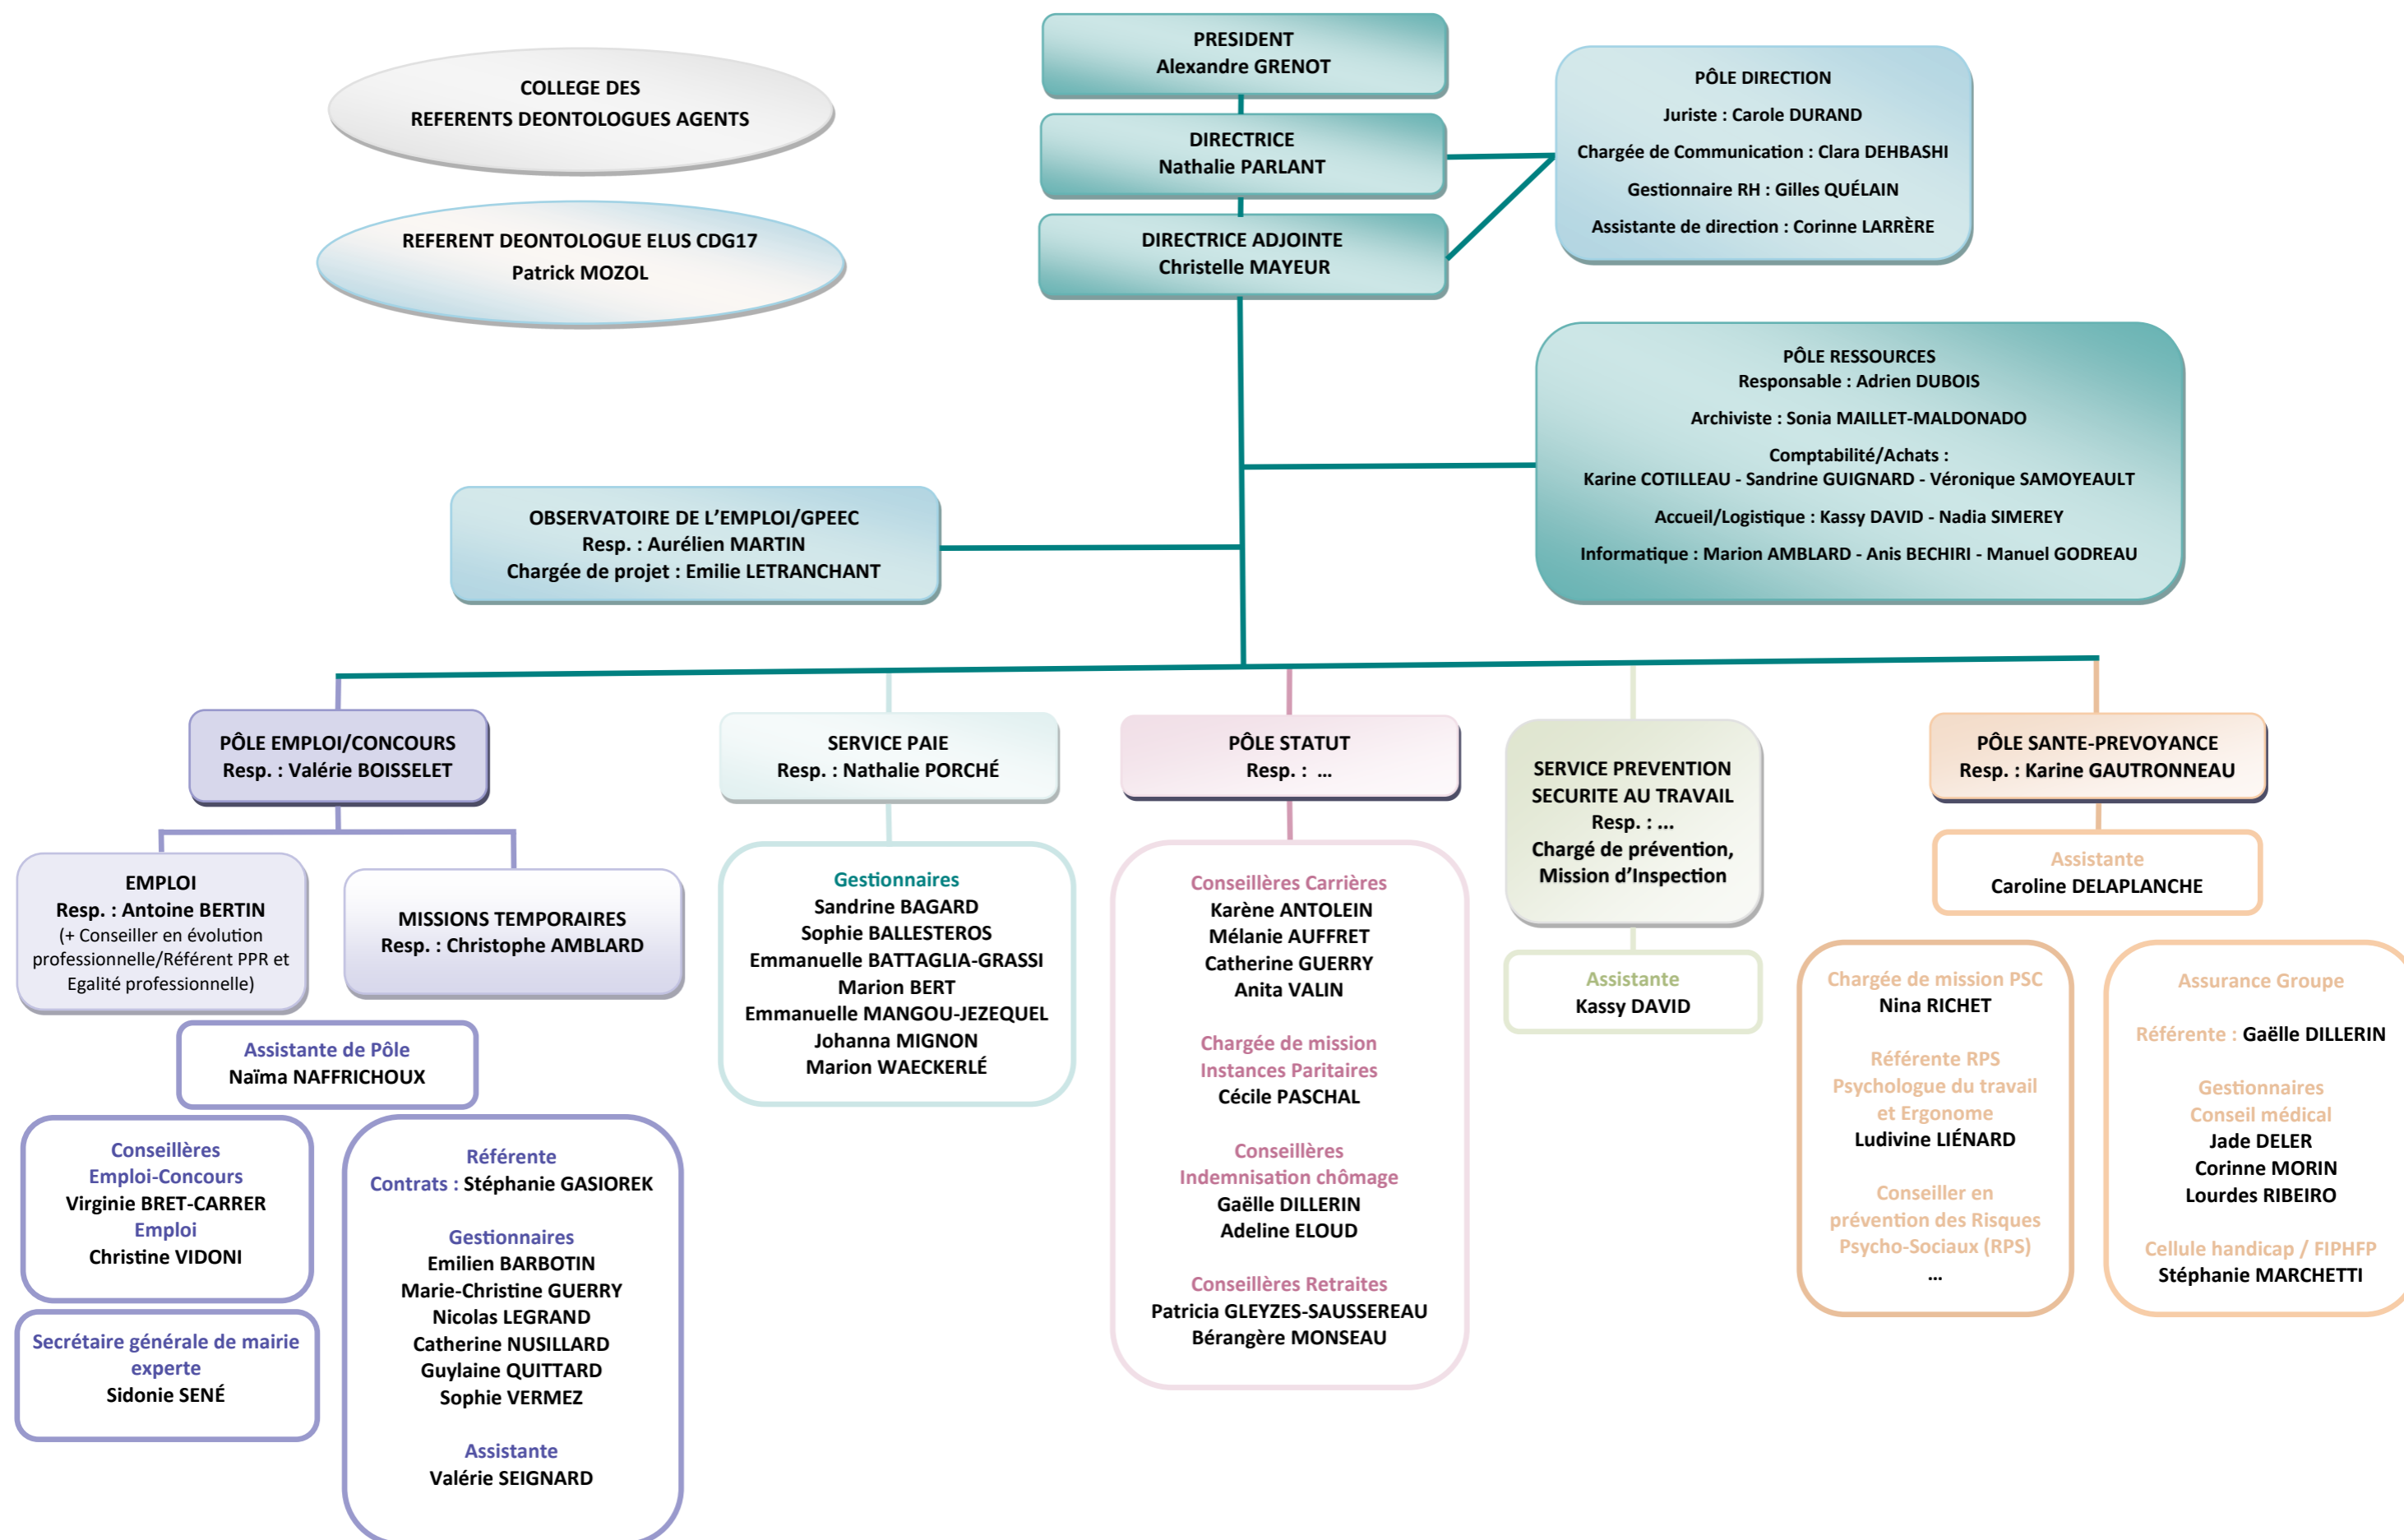 COLLEGE DES
REFERENTS DEONTOLOGUES AGENTS
REFERENT DEONTOLOGUE ELUS CDG17
Patrick MOZOL
PRESIDENT
Alexandre GRENOT
DIRECTRICE
Nathalie PARLANT
DIRECTRICE ADJOINTE
Christelle MAYEUR
PÔLE DIRECTION
Juriste : Carole DURAND
Chargée de Communication : Clara DEHBASHI
Gestionnaire RH : Gilles QUÉLAIN
Assistante de direction : Corinne LARRÈRE
PÔLE RESSOURCES
Responsable : Adrien DUBOIS
Archiviste : Sonia MAILLET-MALDONADO
Comptabilité/Achats :
Karine COTILLEAU - Sandrine GUIGNARD - Véronique SAMOYEAULT
Accueil/Logistique : Kassy DAVID - Nadia SIMEREY
Informatique : Marion AMBLARD - Anis BECHIRI - Manuel GODREAU
OBSERVATOIRE DE L’EMPLOI/GPEEC
Resp. : Aurélien MARTIN
Chargée de projet : Emilie LETRANCHANT
PÔLE EMPLOI/CONCOURS
Resp. : Valérie BOISSELET
EMPLOI
Resp. : Antoine BERTIN
(+ Conseiller en évolution
professionnelle/Référent PPR et
Egalité professionnelle)
MISSIONS TEMPORAIRES
Resp. : Christophe AMBLARD
Assistante de Pôle
Naïma NAFFRICHOUX
Conseillères
Emploi-Concours
Virginie BRET-CARRER
Emploi
Christine VIDONI
Secrétaire générale de mairie
experte
Sidonie SENÉ
Référente
Contrats : Stéphanie GASIOREK
Gestionnaires
Emilien BARBOTIN
Marie-Christine GUERRY
Nicolas LEGRAND
Catherine NUSILLARD
Guylaine QUITTARD
Sophie VERMEZ
Assistante
Valérie SEIGNARD
SERVICE PAIE
Resp. : Nathalie PORCHÉ
Gestionnaires
Sandrine BAGARD
Sophie BALLESTEROS
Emmanuelle BATTAGLIA-GRASSI
Marion BERT
Emmanuelle MANGOU-JEZEQUEL
Johanna MIGNON
Marion WAECKERLÉ
PÔLE STATUT
Resp. : ...
Conseillères Carrières
Karène ANTOLEIN
Mélanie AUFFRET
Catherine GUERRY
Anita VALIN
Chargée de mission
Instances Paritaires
Cécile PASCHAL
Conseillères
Indemnisation chômage
Gaëlle DILLERIN
Adeline ELOUD
Conseillères Retraites
Patricia GLEYZES-SAUSSEREAU
Bérangère MONSEAU
SERVICE PREVENTION
SECURITE AU TRAVAIL
Resp. : ...
Chargé de prévention,
Mission d’Inspection
Assistante
Kassy DAVID
PÔLE SANTE-PREVOYANCE
Resp. : Karine GAUTRONNEAU
Assistante
Caroline DELAPLANCHE
Chargée de mission PSC
Nina RICHET
Référente RPS
Psychologue du travail
et Ergonome
Ludivine LIÉNARD
Conseiller en
prévention des Risques
Psycho-Sociaux (RPS)
...
Assurance Groupe
Référente : Gaëlle DILLERIN
Gestionnaires
Conseil médical
Jade DELER
Corinne MORIN
Lourdes RIBEIRO
Cellule handicap / FIPHFP
Stéphanie MARCHETTI